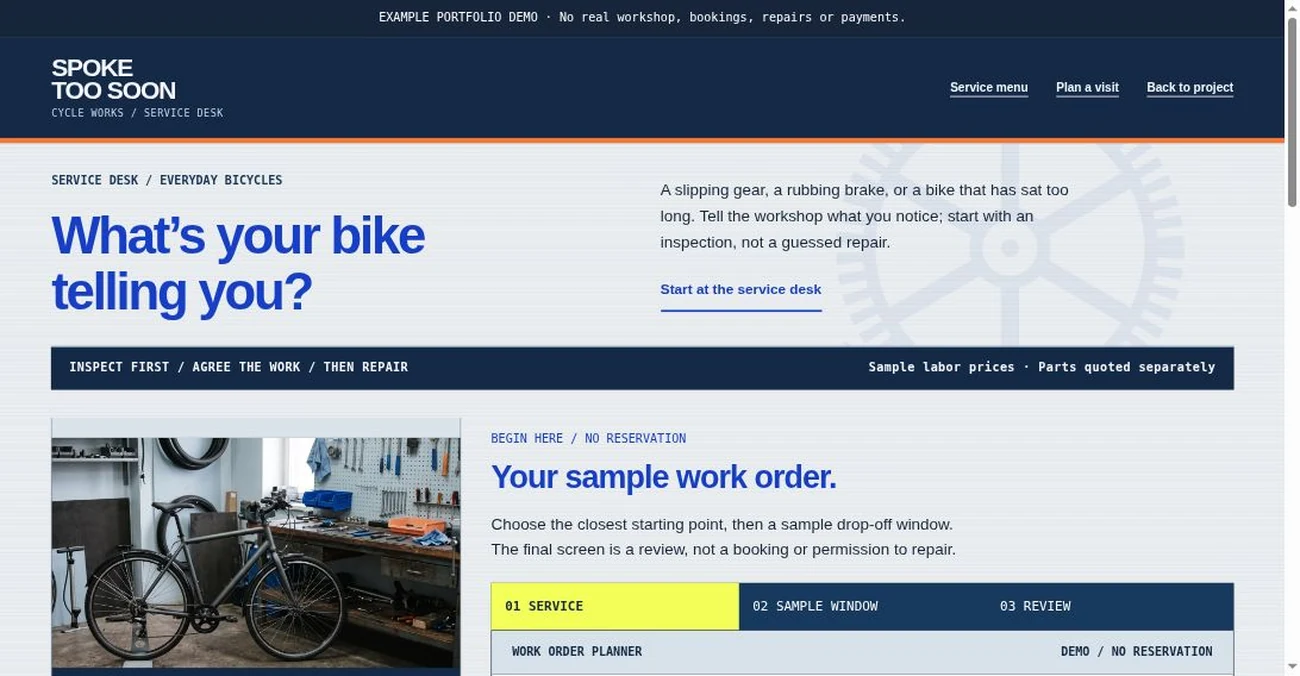 EXAMPLE PORTFOLIO DEMO · No real workshop, bookings, repairs or payments.
SPOKE
TOO SOON
CYCLE WORKS / SERVICE DESK
Service menu
Plan a visit
Back to project
SERVICE DESK / EVERYDAY BICYCLES
What’s your bike
telling you?
A slipping gear, a rubbing brake, or a bike that has sat too
long. Tell the workshop what you notice; start with an
inspection, not a guessed repair.
Start at the service desk
INSPECT FIRST / AGREE THE WORK / THEN REPAIR
Sample labor prices · Parts quoted separately
BEGIN HERE / NO RESERVATION
Your sample work order.
Choose the closest starting point, then a sample drop-off window.
The final screen is a review, not a booking or permission to repair.
01 SERVICE
02 SAMPLE WINDOW
03 REVIEW
WORK ORDER PLANNER
DEMO / NO RESERVATION